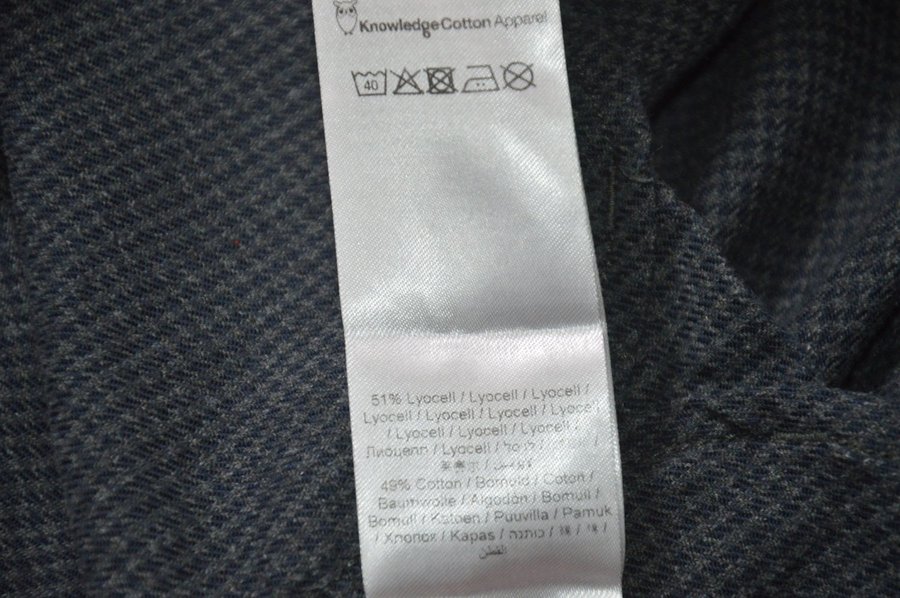 KnowledgeCotton Apparel
40
51% Lyocell / Lyocell / Lyocell /
Lyocell / Lyocell / Lyocell / Lyocell
/ Lyocell / Lyocell / Lyocell /
Лиоцелл / Lyocell / ליוסל /
49% Cotton / Bomuld / Coton /
Baumwolle / Algodón / Bomull /
Bomull / Katoen / Puuvilla / Pamuk
/ Хлопок / Kapas / כותנה /
القطن